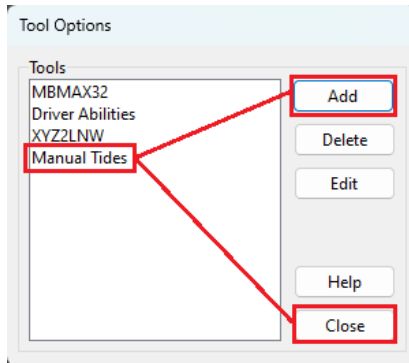 Tool Options
Tools
MBMAX32
Driver Abilities
XYZ2LNW
Manual Tides
Add
Delete
Edit
Help
Close